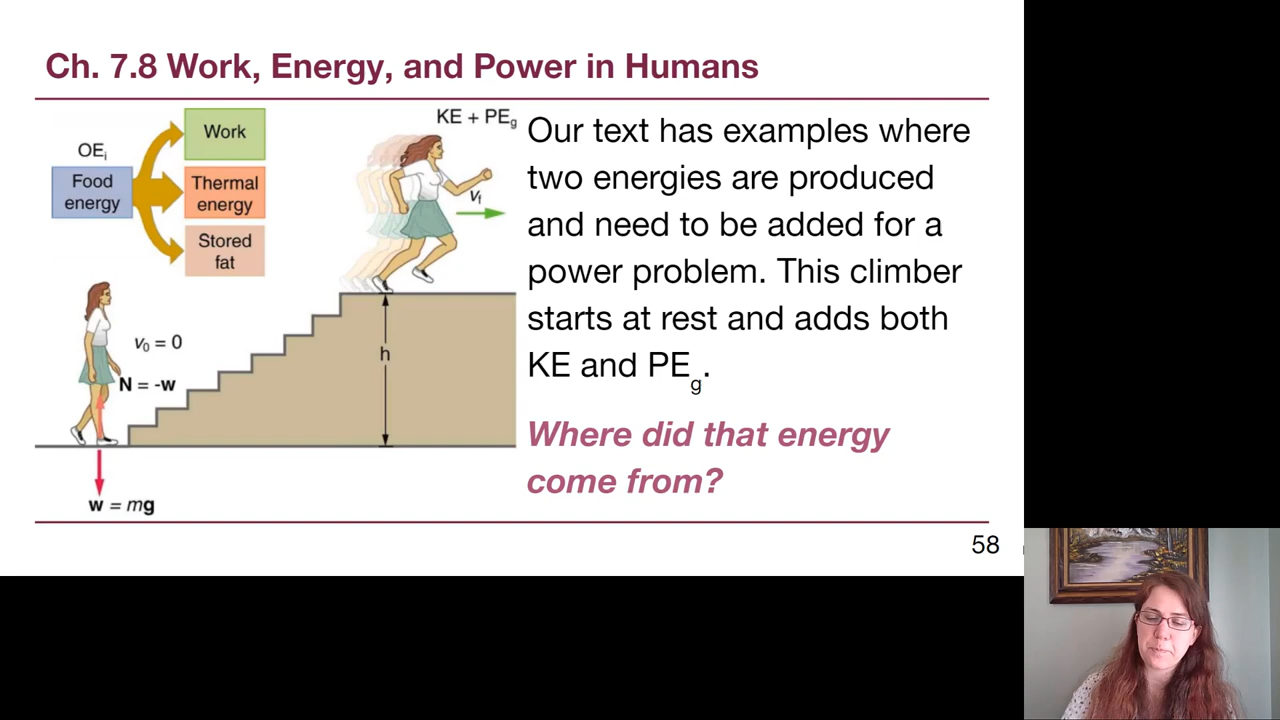 Ch. 7.8 Work, Energy, and Power in Humans
OEi
Food
energy
Work
Thermal
energy
Stored
fat
KE + PEg
vf
v0 = 0
N = -w
h
w = mg
Our text has examples where
two energies are produced
and need to be added for a
power problem. This climber
starts at rest and adds both
KE and PEg.
Where did that energy
come from?
58